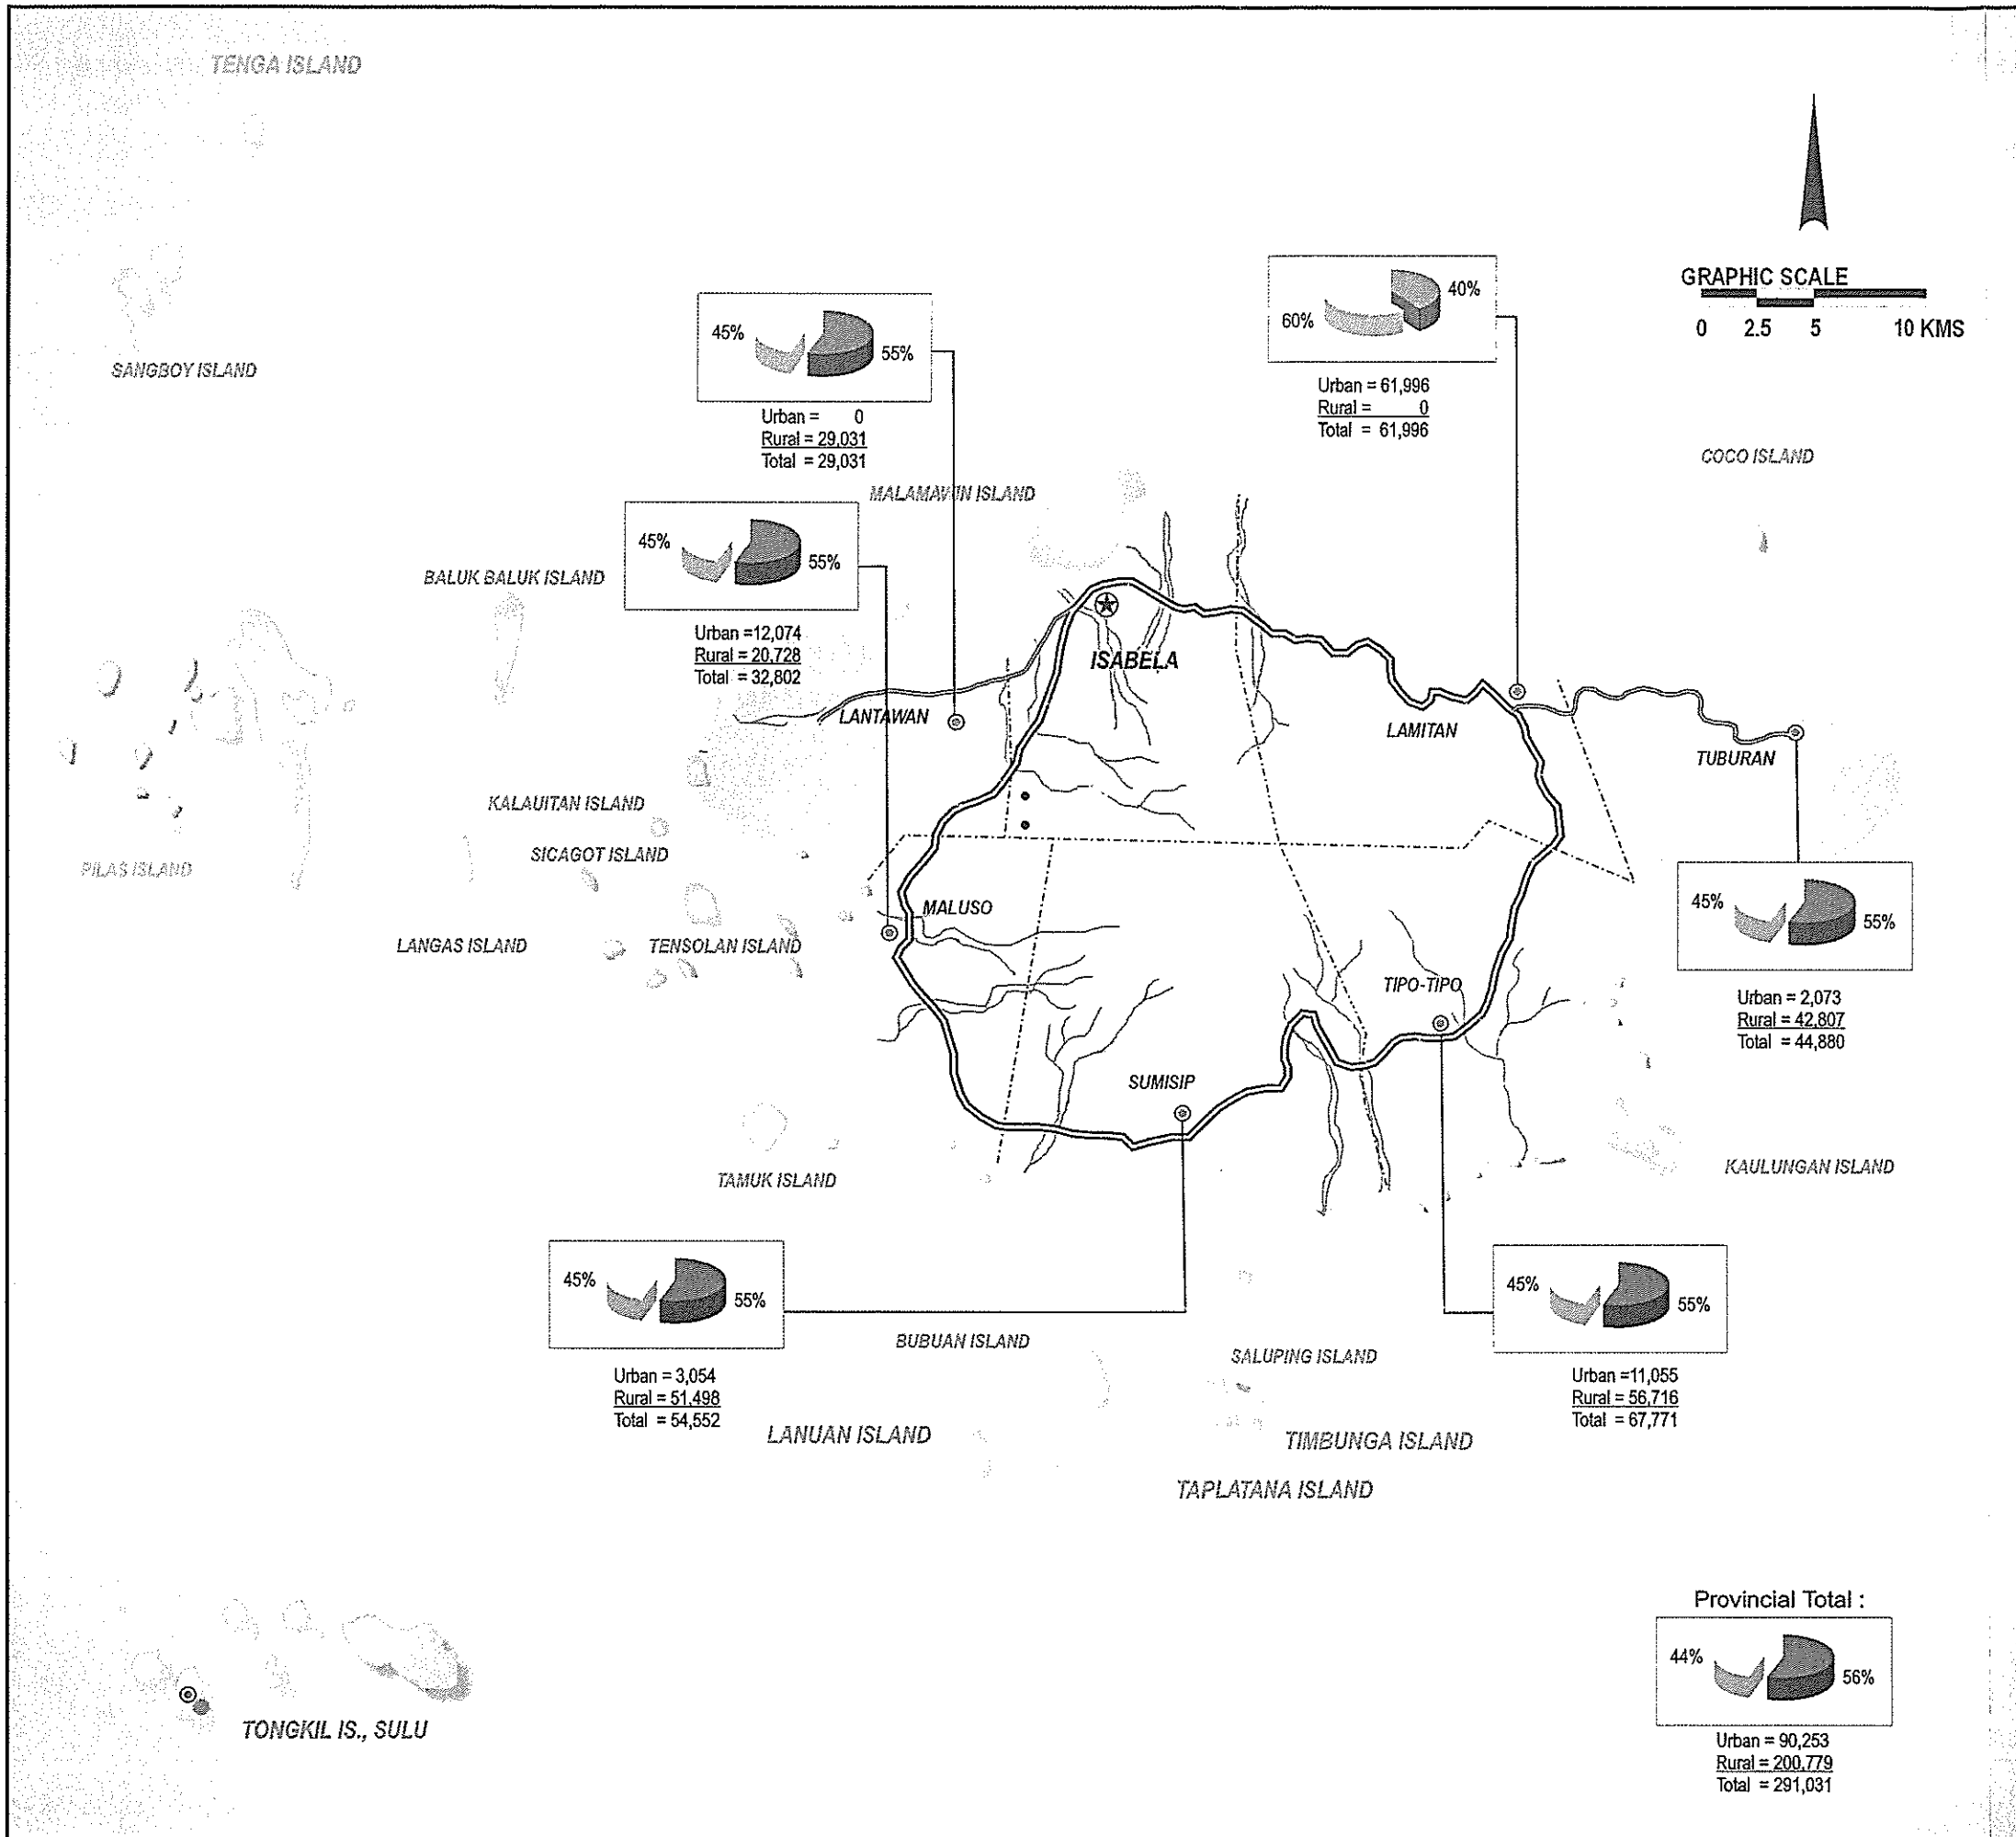 TENGA ISLAND
GRAPHIC SCALE
0 2.5 5 10 KMS
SANGBOY ISLAND
45%
55%
Urban = 0
Rural = 29,031
Total = 29,031
40%
60%
Urban = 61,996
Rural = 0
Total = 61,996
COCO ISLAND
MALAMAWIN ISLAND
45%
55%
Urban =12,074
Rural = 20,728
Total = 32,802
BALUK BALUK ISLAND
ISABELA
LANTAWAN
LAMITAN
TUBURAN
KALAUITAN ISLAND
SICAGOT ISLAND
PILAS ISLAND
MALUSO
LANGAS ISLAND
TENSOLAN ISLAND
45%
55%
Urban = 2,073
Rural = 42,807
Total = 44,880
TIPO-TIPO
SUMISIP
TAMUK ISLAND
KAULUNGAN ISLAND
45%
55%
Urban = 3,054
Rural = 51,498
Total = 54,552
BUBUAN ISLAND
SALUPING ISLAND
45%
55%
Urban =11,055
Rural = 56,716
Total = 67,771
LANUAN ISLAND
TIMBUNGA ISLAND
TAPLATANA ISLAND
TONGKIL IS., SULU
Provincial Total :
44%
56%
Urban = 90,253
Rural = 200,779
Total = 291,031